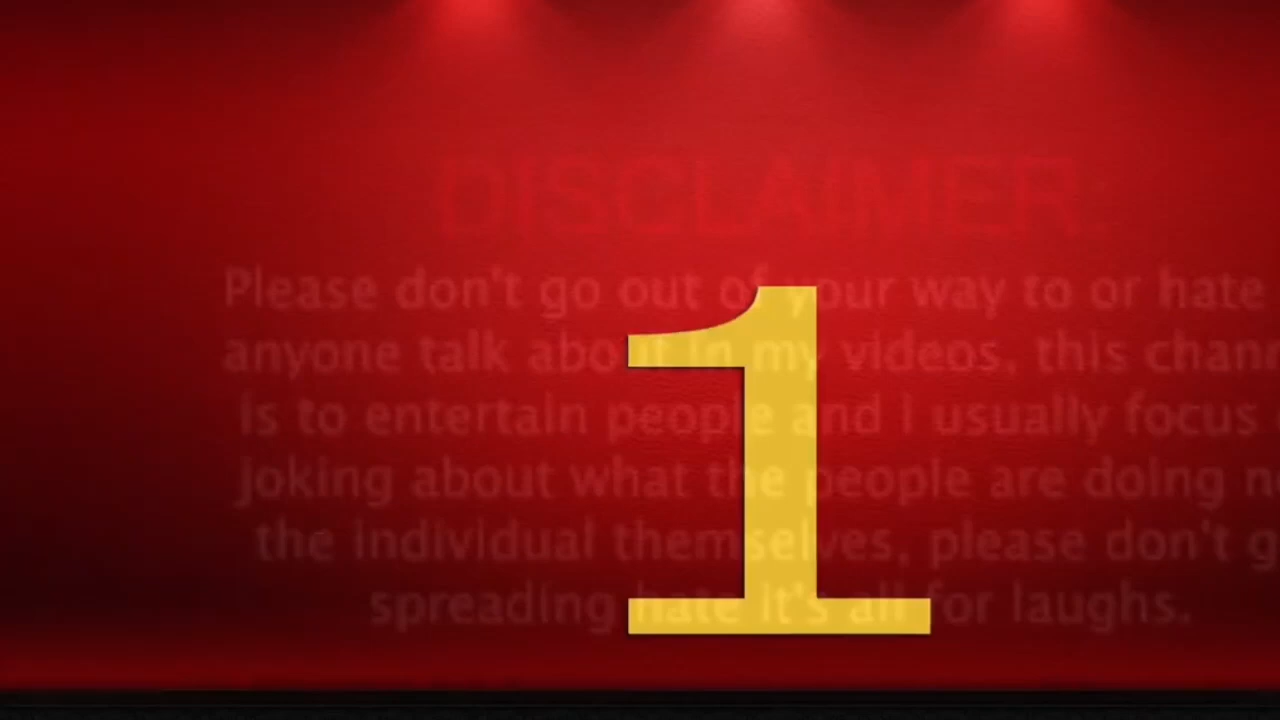 DISCLAIMER:
Please don't go out of your way to or hate
anyone talk about in my videos, this chann
is to entertain people and I usually focus
joking about what the people are doing n
the individual themselves, please don't g
spreading hate it's all for laughs.
1